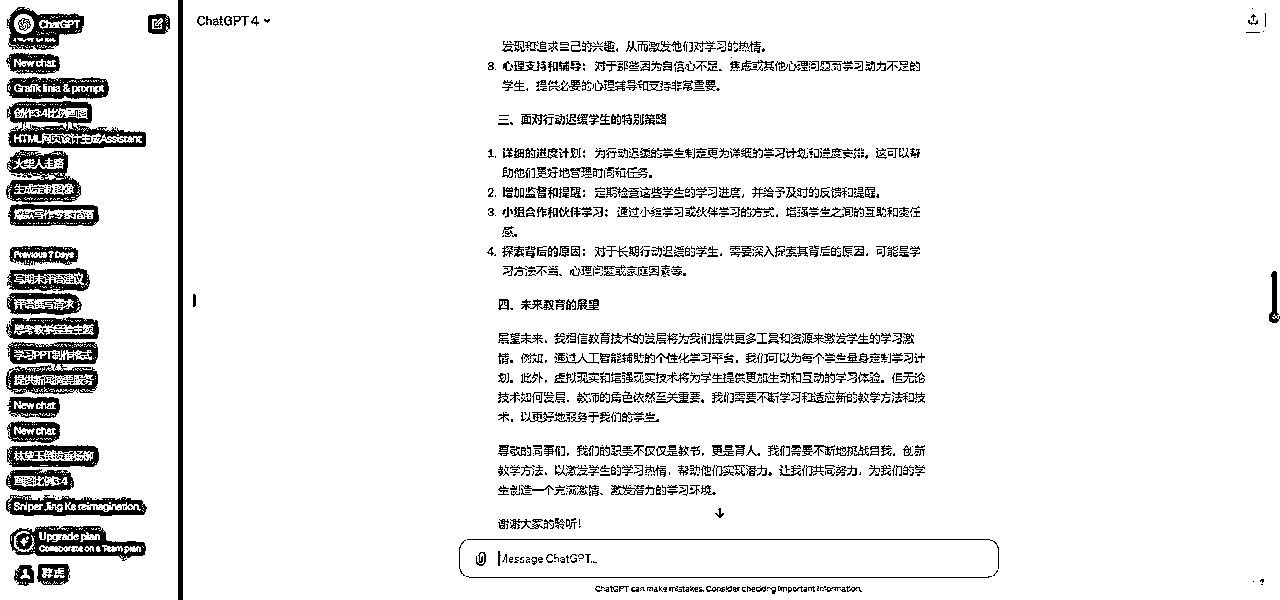 ChatGPT
New chat
Grafik linia & prompt
创作3:4比例画图
HTML网页设计生成Assistant
火柴人走路
生成定制图像
爆款写作专家指南
Previous 7 Days
写期末评语建议
评语撰写请求
思考教学经验主题
学习PPT制作格式
提供新闻摘要服务
New chat
New chat
林黛玉倒拔垂杨柳
画图比例3:4
Sniper Jing Ke reimagination.
Upgrade plan
Collaborate on a Team plan
ChatGPT 4
发现和追求自己的兴趣，从而激发他们对学习的热情。
8. 心理支持和辅导：对于那些因为自信心不足、焦虑或其他心理问题而学习动力不足的
学生，提供必要的心理辅导和支持非常重要。
三、面对行动迟缓学生的特别策略
1. 详细的进度计划：为行动迟缓的学生制定更为详细的学习计划和进度安排。这可以帮
助他们更好地管理时间和任务。
2. 增加监督和提醒：定期检查这些学生的学习进度，并给予及时的反馈和提醒。
3. 小组合作和伙伴学习：通过小组学习或伙伴学习的方式，增强学生之间的互助和责任
感。
4. 探索背后的原因：对于长期行动迟缓的学生，需要深入探索其背后的原因，可能是学
习方法不当、心理问题或家庭因素等。
四、未来教育的展望
展望未来，我相信教育技术的发展将为我们提供更多工具和资源来激发学生的学习激
情。例如，通过人工智能辅助的个性化学习平台，我们可以为每个学生量身定制学习计
划。此外，虚拟现实和增强现实技术将为学生提供更加生动和互动的学习体验。但无论
技术如何发展，教师的角色依然至关重要。我们需要不断学习和适应新的教学方法和技
术，以更好地服务于我们的学生。
尊敬的同事们，我们的职责不仅仅是教书，更是育人。我们需要不断地挑战自我，创新
教学方法，以激发学生的学习热情，帮助他们实现潜力。让我们共同努力，为我们的学
生创造一个充满激情、激发潜力的学习环境。
谢谢大家的聆听！
Message ChatGPT...
ChatGPT can make mistakes. Consider checking important information.
?